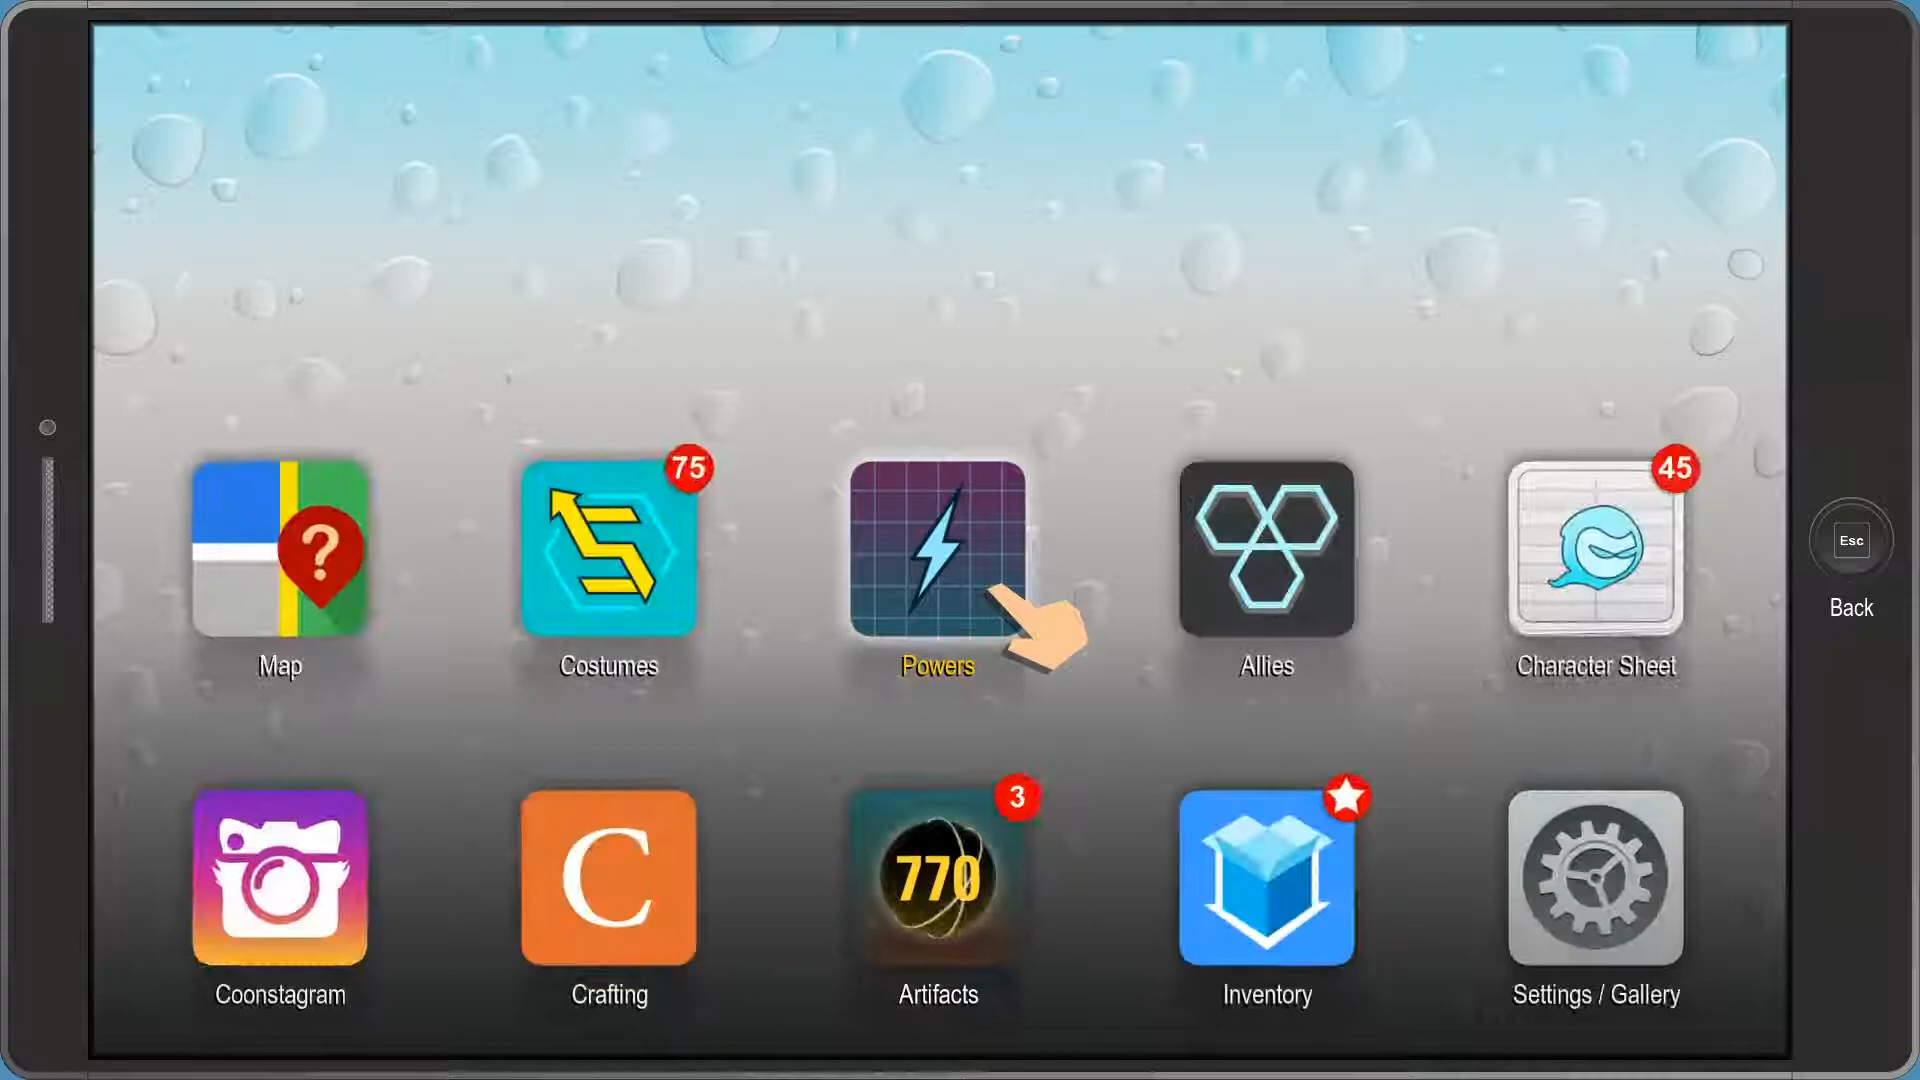 75
45
?
Esc
Back
Map
Costumes
Powers
Allies
Character Sheet
3
C
770
Coonstagram
Crafting
Artifacts
Inventory
Settings / Gallery